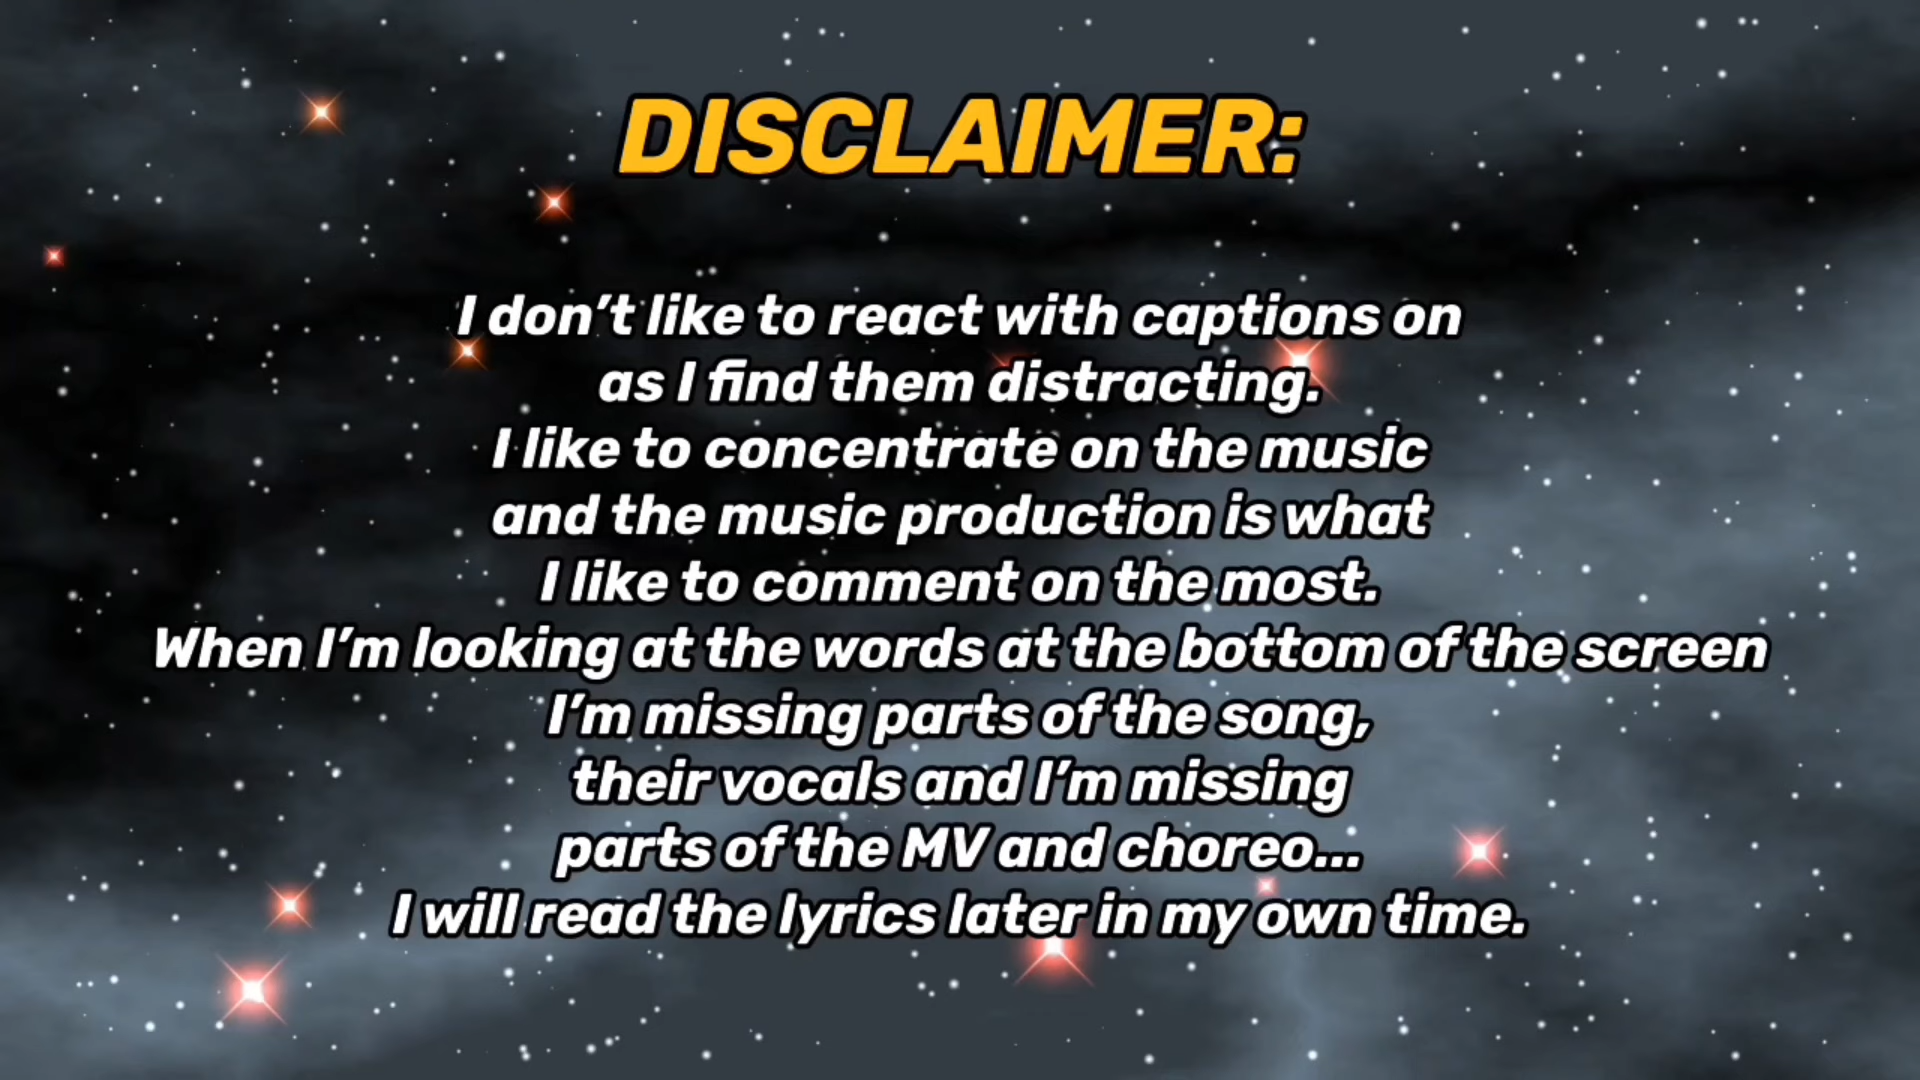 DISCLAIMER:
I don’t like to react with captions on
as I find them distracting.
I like to concentrate on the music
and the music production is what
I like to comment on the most.
When I’m looking at the words at the bottom of the screen
I’m missing parts of the song,
their vocals and I’m missing
parts of the MV and choreo...
I will read the lyrics later in my own time.